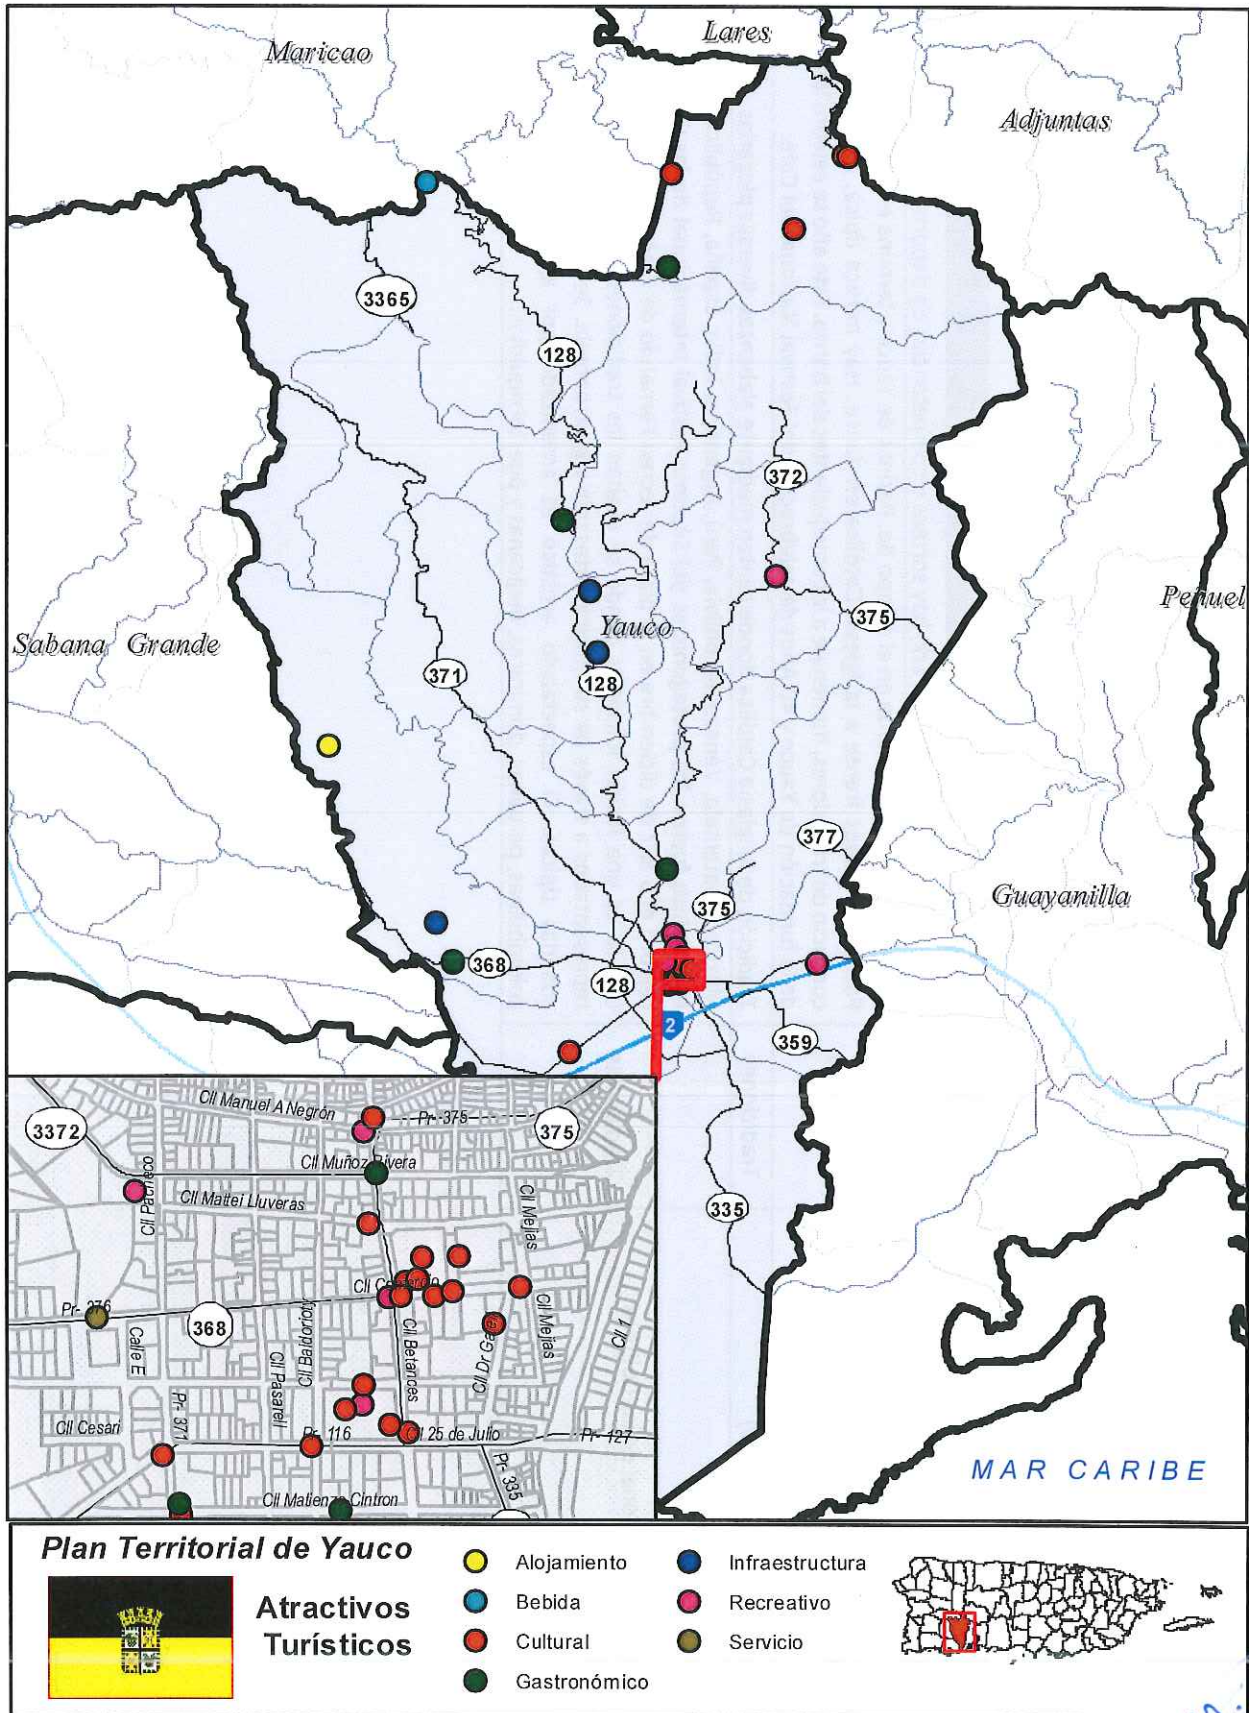 Lares
Maricao
Adjuntas
3365
128
372
Yauco
375
Sabana Grande
371
128
377
Guayanilla
375
368
128
2
359
335
Cll Manuel A Negrón
Pr- 375
375
3372
Cll Muñoz Rivera
Cll Pacheco
Cll Mattei Lluveras
Cll Mejias
Pr- 376
368
Calle E
Cll Baldorioty
Cll Pasarell
Cll Betances
Cll Mejias
Cll 1
Cll Cesari
Pr- 371
Pr- 116
Cll 25 de Julio
Pr- 127
Pr- 335
Cll Matienzo Cintron
MAR CARIBE
Plan Territorial de Yauco
Atractivos
Turísticos
Alojamiento
Bebida
Cultural
Gastronómico
Infraestructura
Recreativo
Servicio